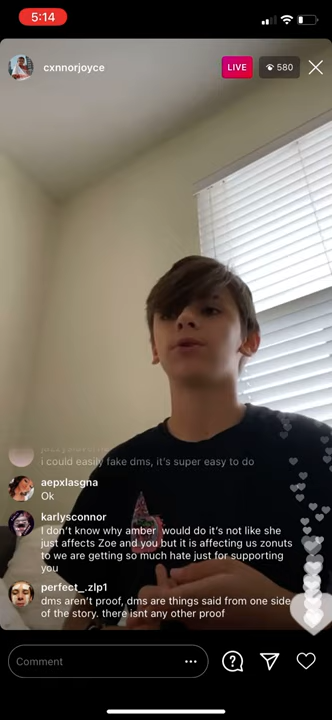 5:14
cxnnorjoyce
LIVE
580
i could easily fake dms, it's super easy to do
aepxlasgna
Ok
karlysconnor
I don't know why amber would do it's not like she
just affects Zoe and you but it is affecting us zonuts
to we are getting so much hate just for supporting
you
perfect_.zlp1
dms aren't proof, dms are things said from one side
of the story. there isnt any other proof
Comment